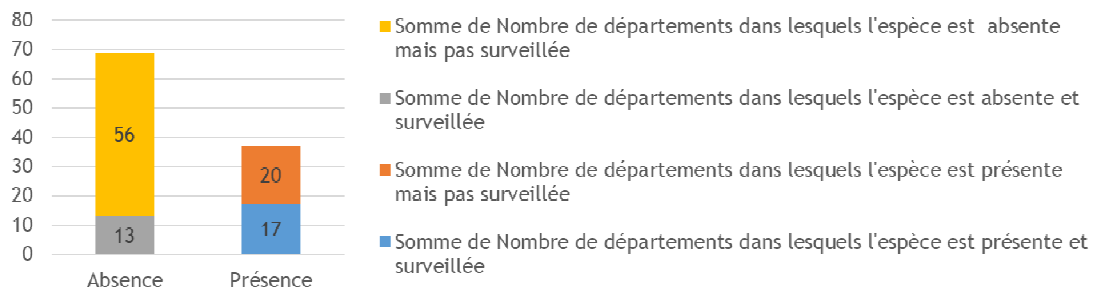 80
70
60
50
40
30
20
10
0
56
13
20
17
Absence
Présence
Somme de Nombre de départements dans lesquels l'espèce est  absente
mais pas surveillée
Somme de Nombre de départements dans lesquels l'espèce est absente et
surveillée
Somme de Nombre de départements dans lesquels l'espèce est présente
mais pas surveillée
Somme de Nombre de départements dans lesquels l'espèce est présente et
surveillée